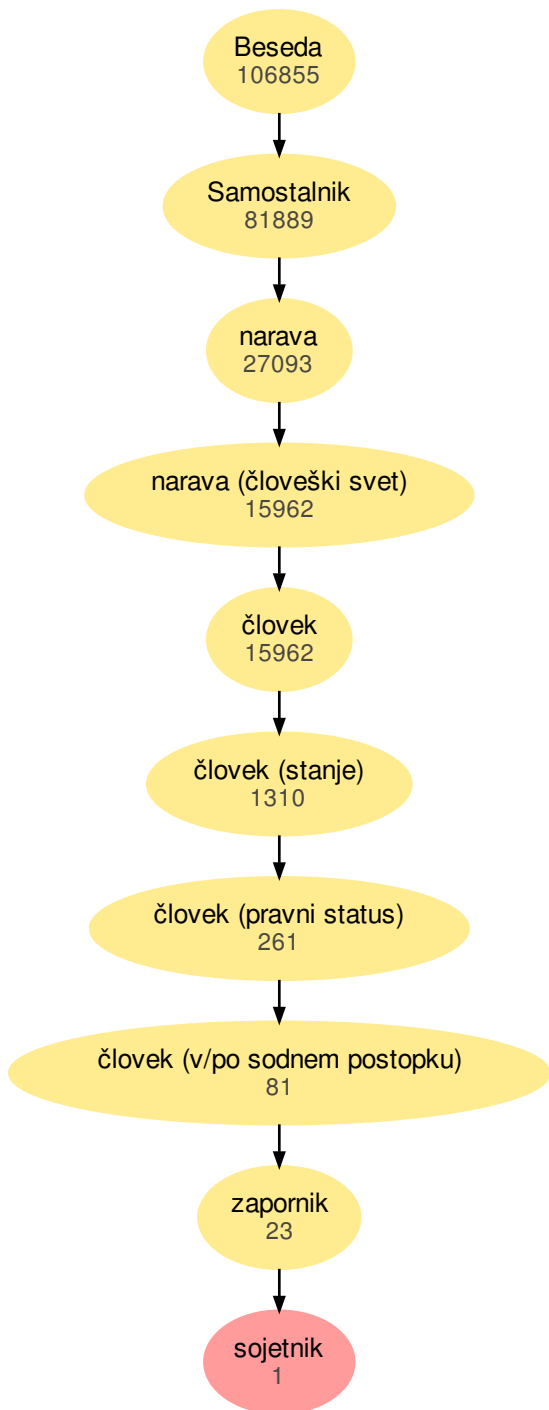 Beseda
106855
Samostalnik
81889
narava
27093
narava (človeški svet)
15962
človek
15962
človek (stanje)
1310
človek (pravni status)
261
človek (v/po sodnem postopku)
81
zapornik
23
sojetnik
1